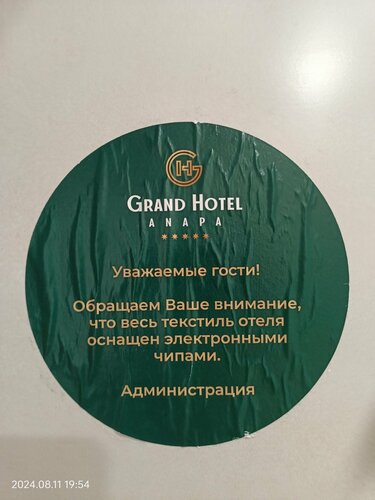 GH
GRAND HOTEL
ANAPA
★★★★★
Уважаемые гости!
Обращаем Ваше внимание,
что весь текстиль отеля
оснащен электронными
чипами.
Администрация
2024.08.11 19:54